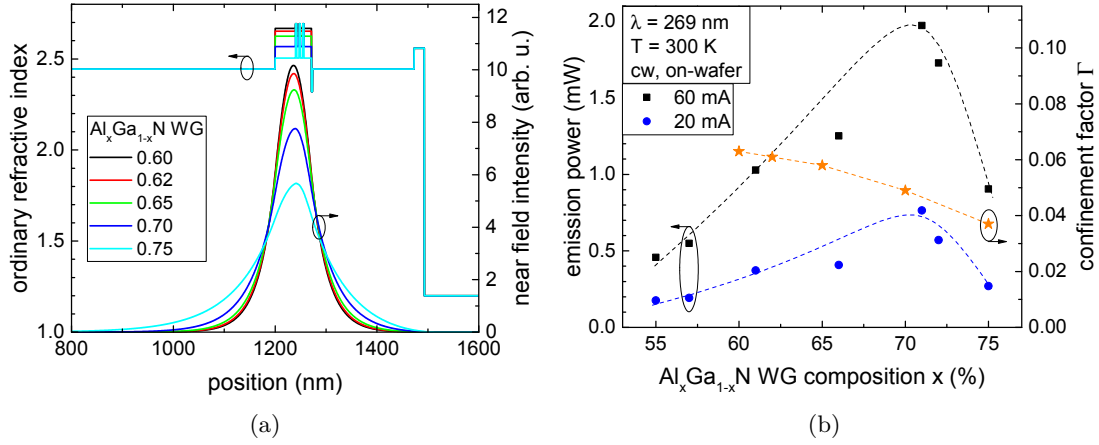 ordinary refractive index
2.5
2.0
1.5
1.0
Al_xGa_{1-x}N WG
0.60
0.62
0.65
0.70
0.75
12
10
8
6
4
2
0
near field intensity (arb. u.)
800 1000 1200 1400 1600
position (nm)
(a)
emission power (mW)
2.0
1.5
1.0
0.5
0.0
λ = 269 nm
T = 300 K
cw, on-wafer
60 mA
20 mA
0.10
0.08
0.06
0.04
0.02
0.00
confinement factor Γ
55 60 65 70 75
Al_xGa_{1-x}N WG composition x (%)
(b)